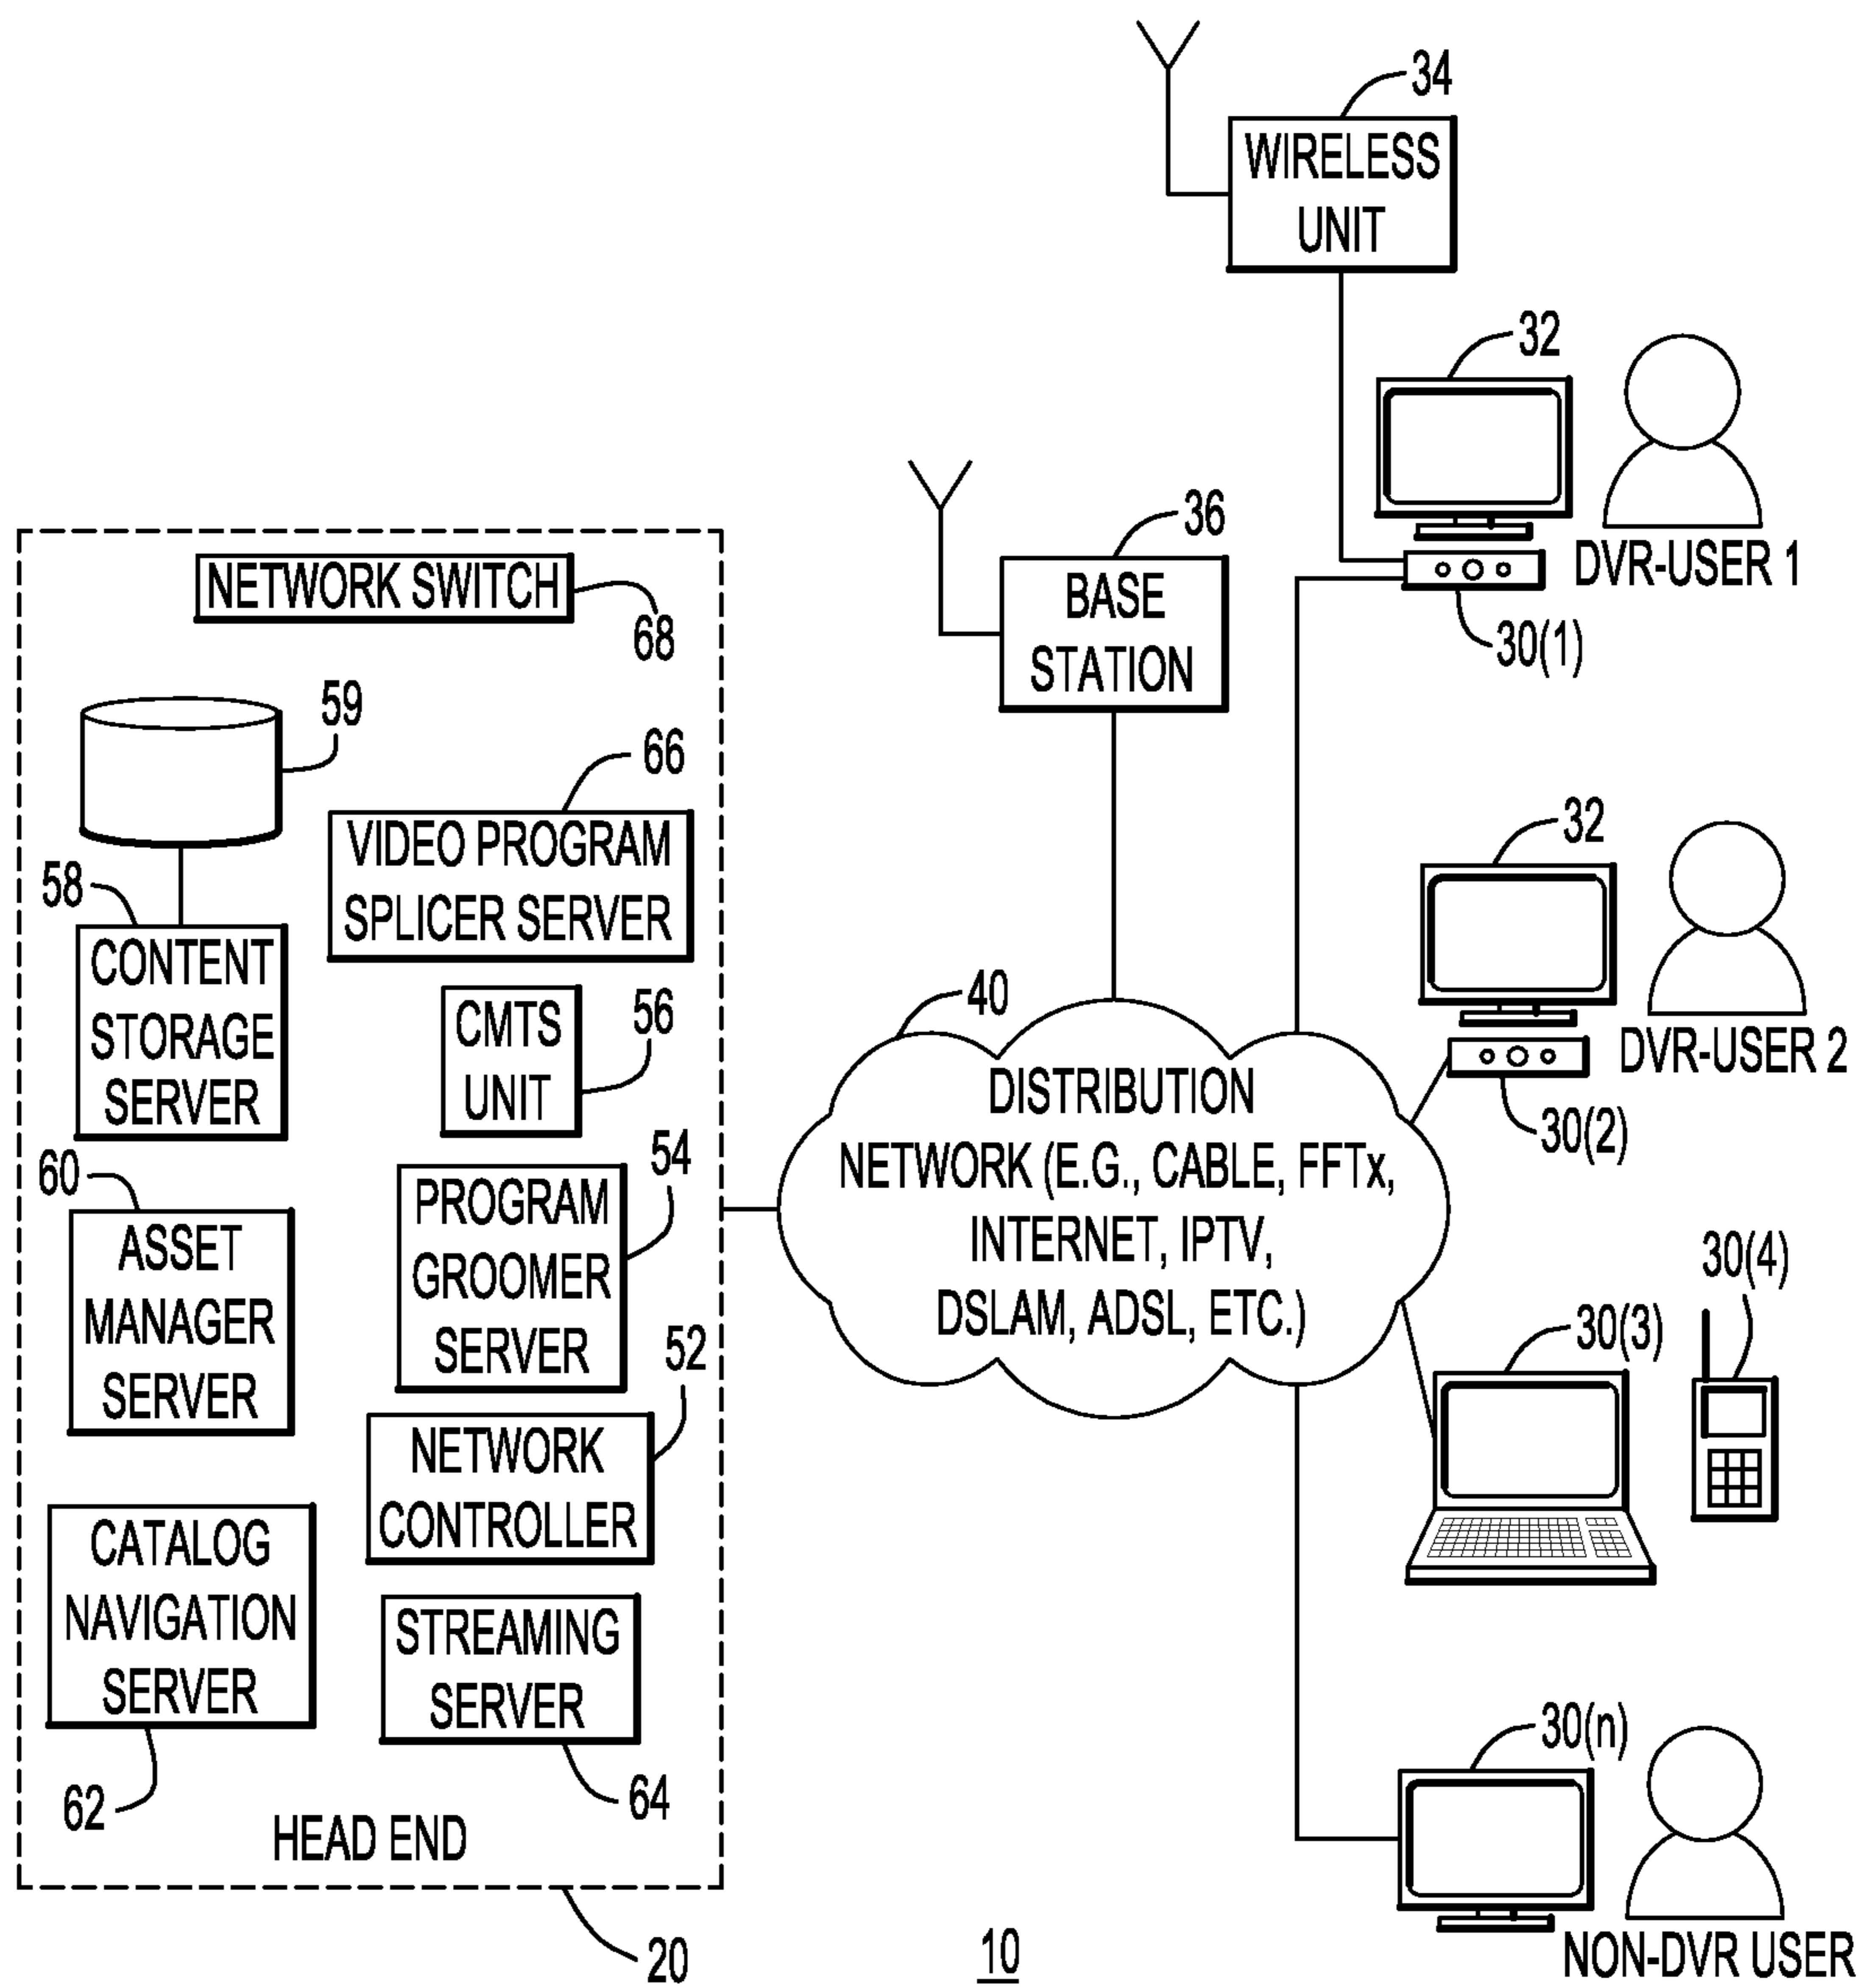 34
WIRELESS
UNIT
32
DVR-USER 1
30(1)
36
BASE
STATION
NETWORK SWITCH
68
59
66
VIDEO PROGRAM
SPLICER SERVER
58
CONTENT
STORAGE
SERVER
CMTS
UNIT
56
60
ASSET
MANAGER
SERVER
PROGRAM
GROOMER
SERVER
54
52
NETWORK
CONTROLLER
CATALOG
NAVIGATION
SERVER
62
STREAMING
SERVER
64
HEAD END
20
40
DISTRIBUTION
NETWORK (E.G., CABLE, FFTx,
INTERNET, IPTV,
DSLAM, ADSL, ETC.)
32
DVR-USER 2
30(2)
30(3)
30(4)
30(n)
NON-DVR USER
10